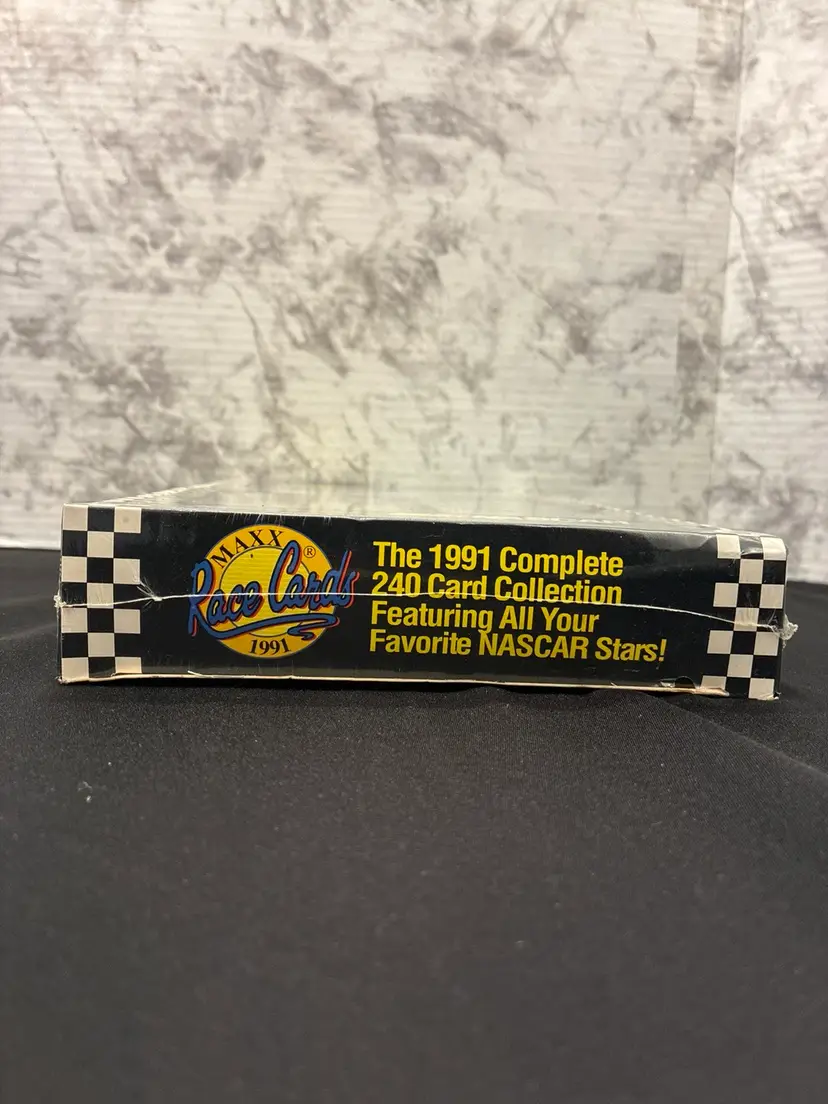 MAXX
®
Race Cards
1991
The 1991 Complete
240 Card Collection
Featuring All Your
Favorite NASCAR Stars!